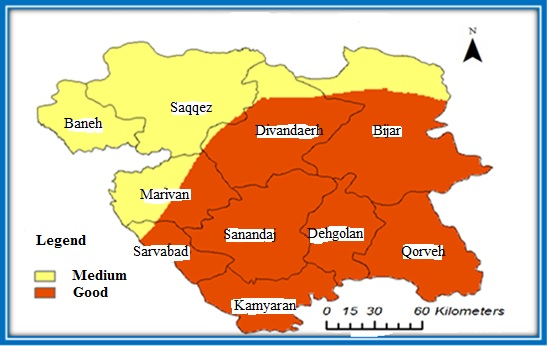 N
Saqqez
Baneh
Divandaerh
Bijar
Marivan
Legend
Sanandaj
Dehgolan
Sarvabad
Qorveh
Medium
Good
Kamyaran
0 15 30 60 Kilometers